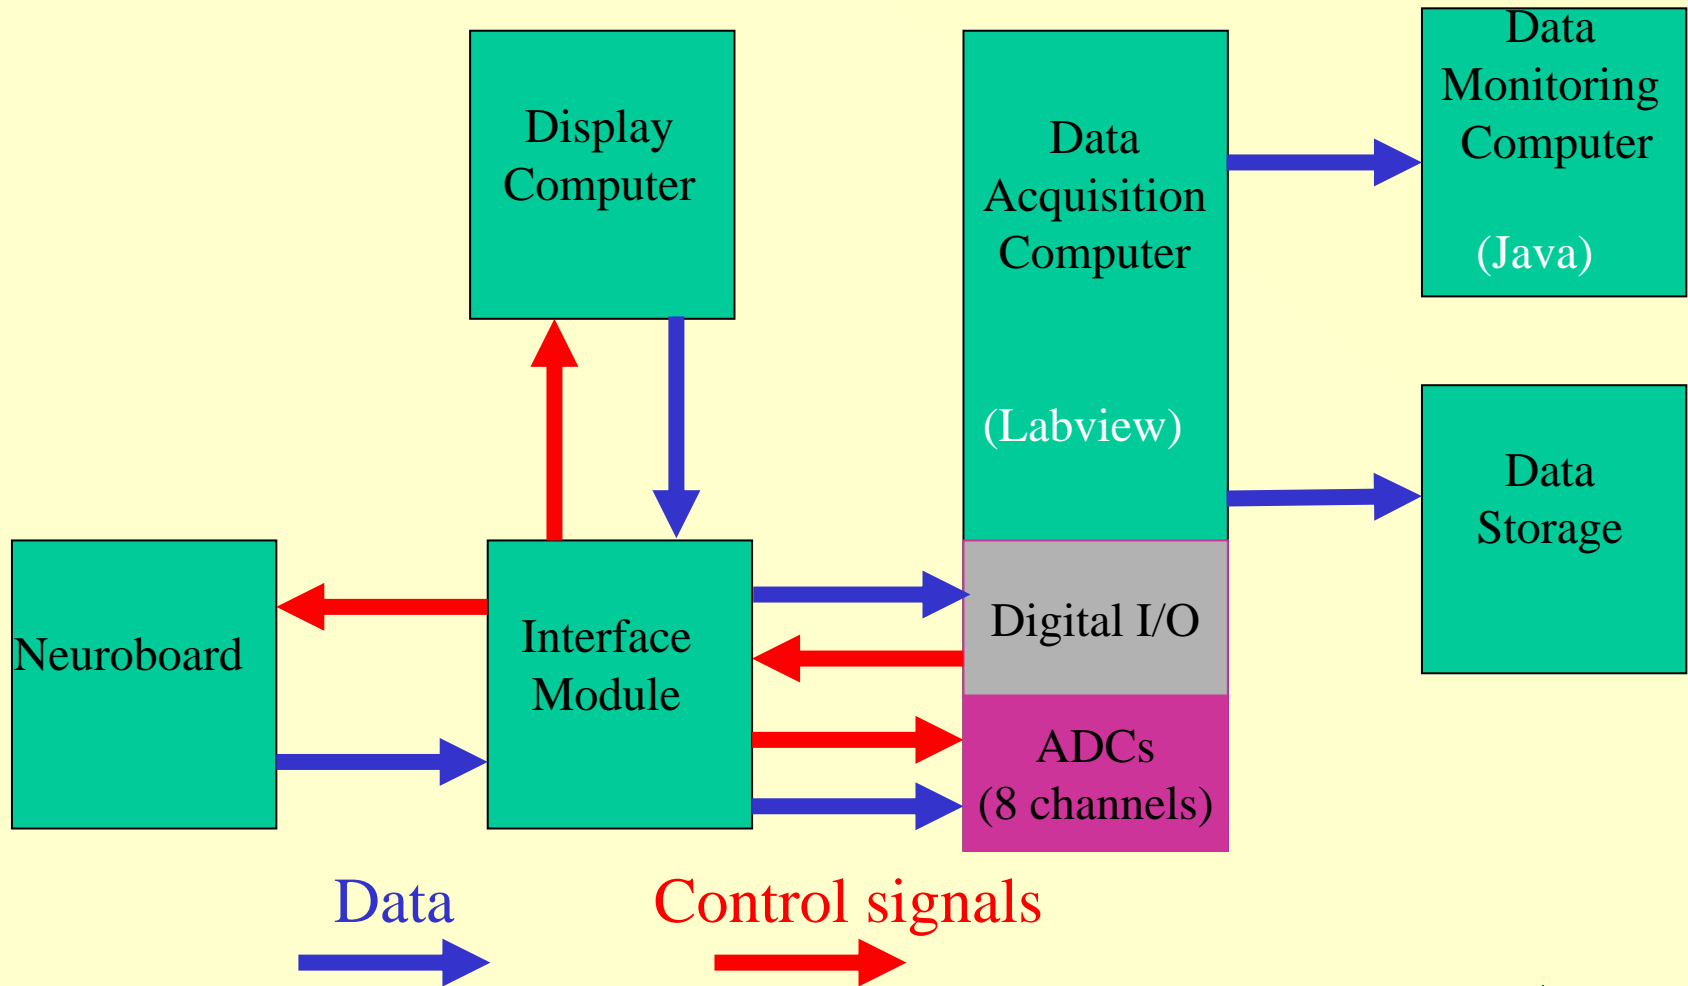 Display
Computer
Data
Acquisition
Computer
(Labview)
Data
Monitoring
Computer
(Java)
Data
Storage
Neuroboard
Interface
Module
Digital I/O
ADCs
(8 channels)
Data
Control signals